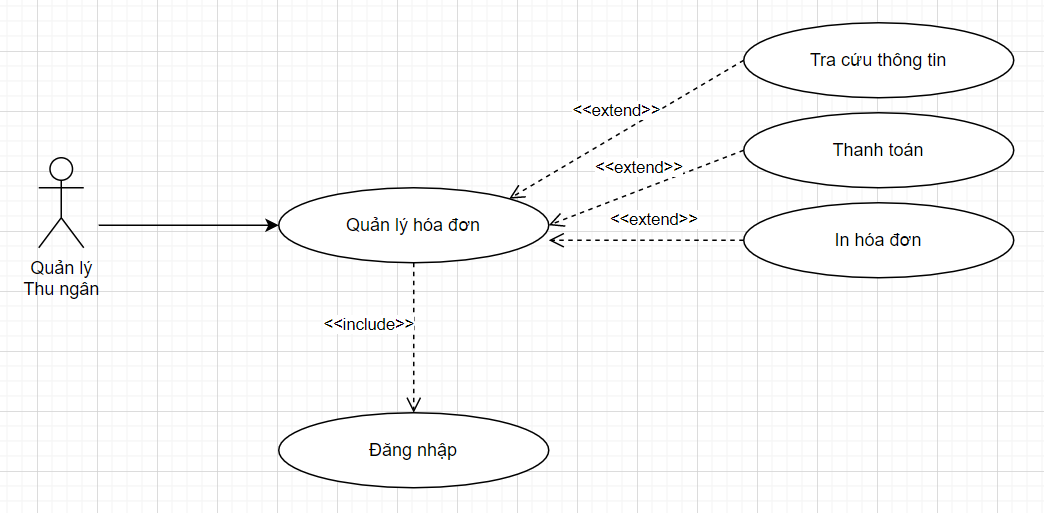 Tra cứu thông tin
<<extend>>
Thanh toán
<<extend>>
<<extend>>
Quản lý hóa đơn
In hóa đơn
Quản lý
Thu ngân
<<include>>
Đăng nhập